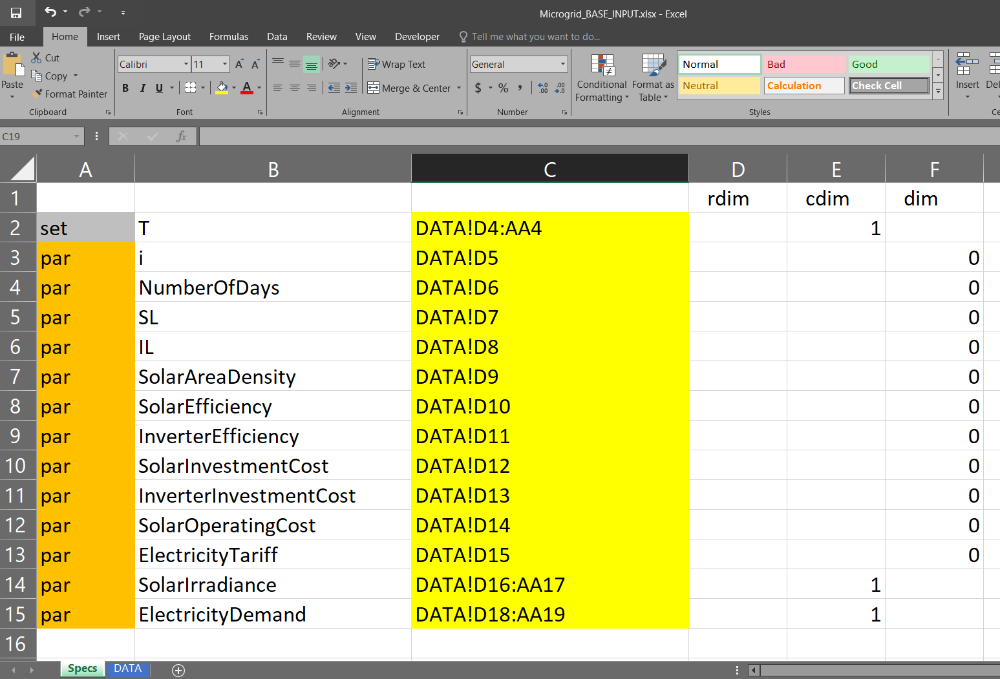 Microgrid_BASE_INPUT.xlsx - Excel
File Home Insert Page Layout Formulas Data Review View Developer Tell me what you want to do...
Paste
Cut
Copy
Format Painter
Clipboard
Calibri 11 A A
B I U A
Font
Wrap Text
Merge & Center
Alignment
General
$ % , .00 .00
Number
Conditional Formatting
Format as Table
Normal Bad Good
Neutral Calculation Check Cell
Styles
Insert
C19 fx
A B C D E F
1 rdim cdim dim
2 set T DATA!D4:AA4 1
3 par i DATA!D5 0
4 par NumberOfDays DATA!D6 0
5 par SL DATA!D7 0
6 par IL DATA!D8 0
7 par SolarAreaDensity DATA!D9 0
8 par SolarEfficiency DATA!D10 0
9 par InverterEfficiency DATA!D11 0
10 par SolarInvestmentCost DATA!D12 0
11 par InverterInvestmentCost DATA!D13 0
12 par SolarOperatingCost DATA!D14 0
13 par ElectricityTariff DATA!D15 0
14 par SolarIrradiance DATA!D16:AA17 1
15 par ElectricityDemand DATA!D18:AA19 1
16
Specs DATA